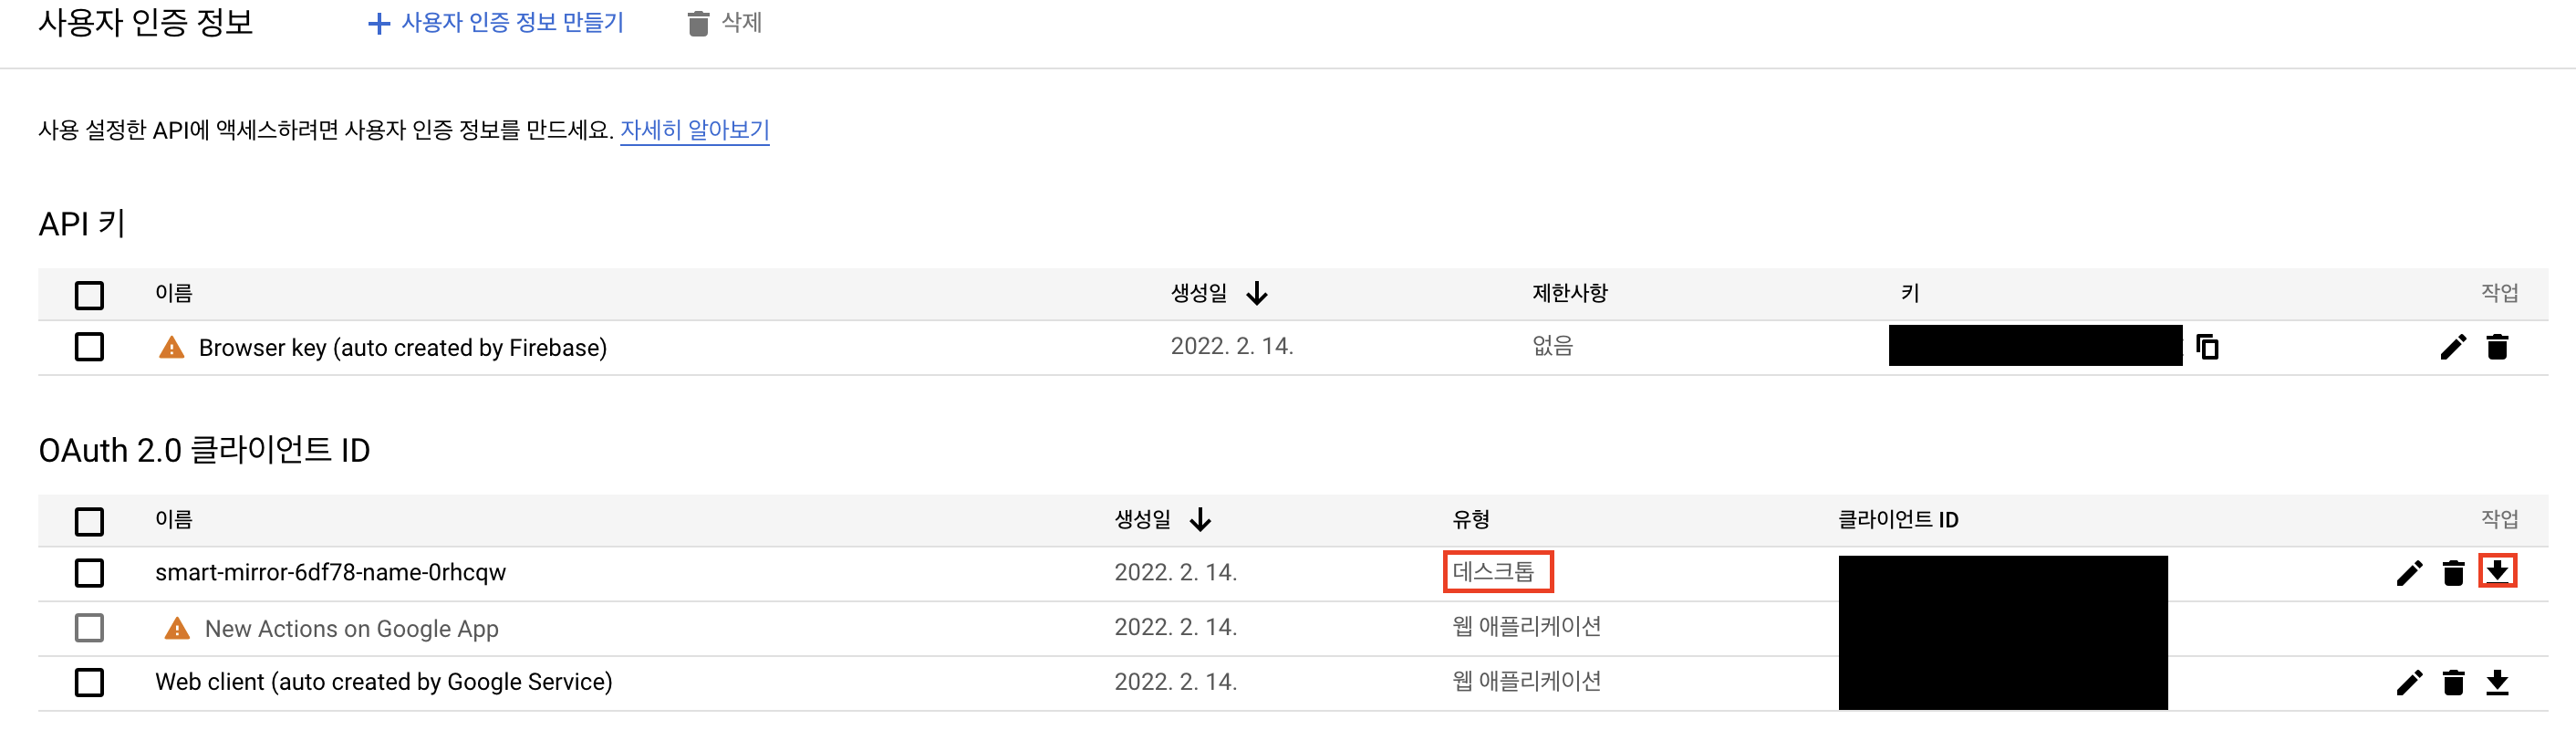 사용자 인증 정보 사용자 인증 정보 만들기 삭제
사용 설정한 API에 액세스하려면 사용자 인증 정보를 만드세요. 자세히 알아보기
API 키
이름 생성일 제한사항 키 작업
Browser key (auto created by Firebase) 2022. 2. 14. 없음
OAuth 2.0 클라이언트 ID
이름 생성일 유형 클라이언트 ID 작업
smart-mirror-6df78-name-0rhcqw 2022. 2. 14. 데스크톱
New Actions on Google App 2022. 2. 14. 웹 애플리케이션
Web client (auto created by Google Service) 2022. 2. 14. 웹 애플리케이션